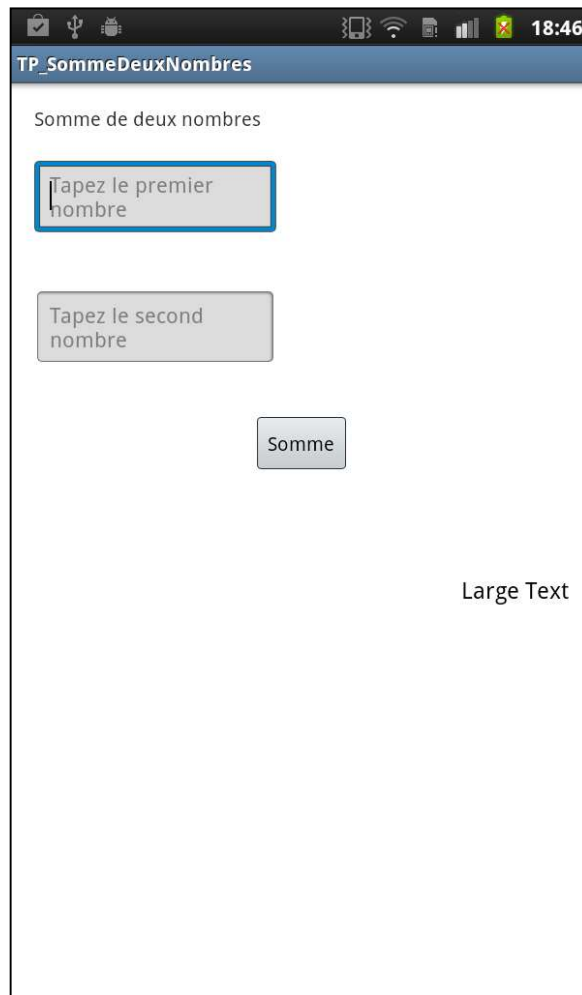 18:46
TP_SommeDeuxNombres
Somme de deux nombres
Tapez le premier
nombre
Tapez le second
nombre
Somme
Large Text